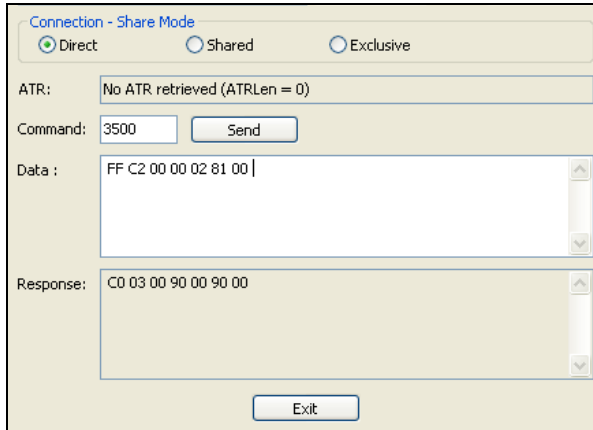 Connection - Share Mode
Direct Shared Exclusive
ATR: No ATR retrieved (ATRLen = 0)
Command: 3500 Send
Data : FF C2 00 00 02 81 00
Response: C0 03 00 90 00 90 00
Exit